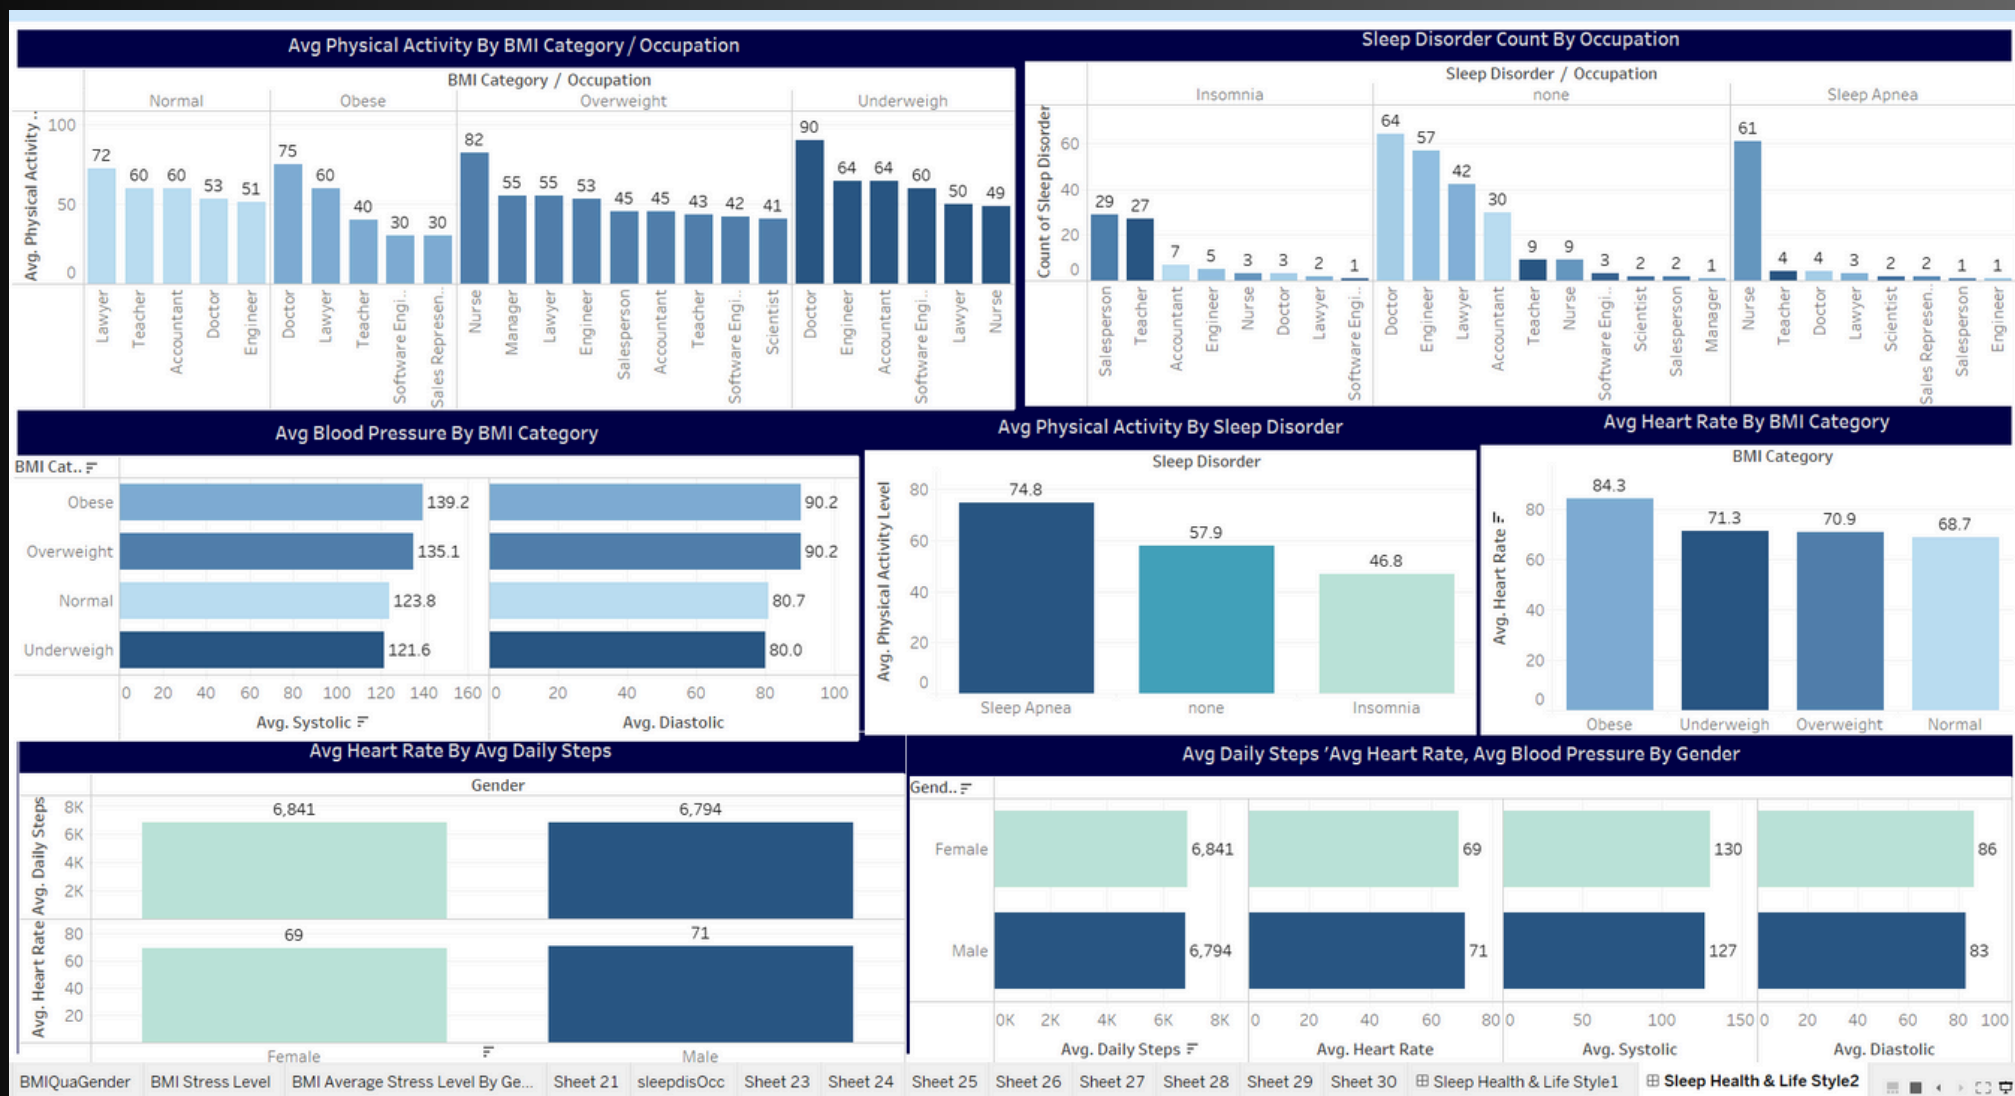 Avg Physical Activity By BMI Category / Occupation
BMI Category / Occupation
Normal Obese Overweight Underweigh
Avg. Physical Activity ..
100
50
0
72 60 60 53 51
75 60 40 30 30
82 55 55 53 45 45 43 42 41
90 64 64 60 50 49
Lawyer Teacher Accountant Doctor Engineer
Doctor Lawyer Teacher Software Engi.. Sales Represen..
Nurse Manager Lawyer Engineer Salesperson Accountant Teacher Software Engi.. Scientist
Doctor Engineer Accountant Software Engi.. Lawyer Nurse
Sleep Disorder Count By Occupation
Sleep Disorder / Occupation
Insomnia none Sleep Apnea
Count of Sleep Disorder
60
40
20
0
29 27 7 5 3 3 2 1
64 57 42 30 9 9 3 2 2 1
61 4 4 3 2 2 1 1
Salesperson Teacher Accountant Engineer Nurse Doctor Lawyer Software Engi..
Doctor Engineer Lawyer Accountant Teacher Nurse Software Engi.. Scientist Salesperson Manager
Nurse Teacher Doctor Lawyer Scientist Sales Represen.. Salesperson Engineer
Avg Blood Pressure By BMI Category
BMI Cat..
Obese 139.2 90.2
Overweight 135.1 90.2
Normal 123.8 80.7
Underweigh 121.6 80.0
0 20 40 60 80 100 120 140 160 0 20 40 60 80 100
Avg. Systolic Avg. Diastolic
Avg Physical Activity By Sleep Disorder
Sleep Disorder
Avg. Physical Activity Level
80
60
40
20
0
74.8 57.9 46.8
Sleep Apnea none Insomnia
Avg Heart Rate By BMI Category
BMI Category
Avg. Heart Rate
80
60
40
20
0
84.3 71.3 70.9 68.7
Obese Underweigh Overweight Normal
Avg Heart Rate By Avg Daily Steps
Gender
Avg. Daily Steps
8K
6K
4K
2K
6,841 6,794
Avg. Heart Rate
80
60
40
20
69 71
Female Male
Avg Daily Steps 'Avg Heart Rate, Avg Blood Pressure By Gender
Gend..
Female 6,841 69 130 86
Male 6,794 71 127 83
0K 2K 4K 6K 8K 0 20 40 60 80 0 50 100 150 0 20 40 60 80 100
Avg. Daily Steps Avg. Heart Rate Avg. Systolic Avg. Diastolic
BMIQuaGender BMI Stress Level BMI Average Stress Level By Ge... Sheet 21 sleepdisOcc Sheet 23 Sheet 24 Sheet 25 Sheet 26 Sheet 27 Sheet 28 Sheet 29 Sheet 30 Sleep Health & Life Style1 Sleep Health & Life Style2